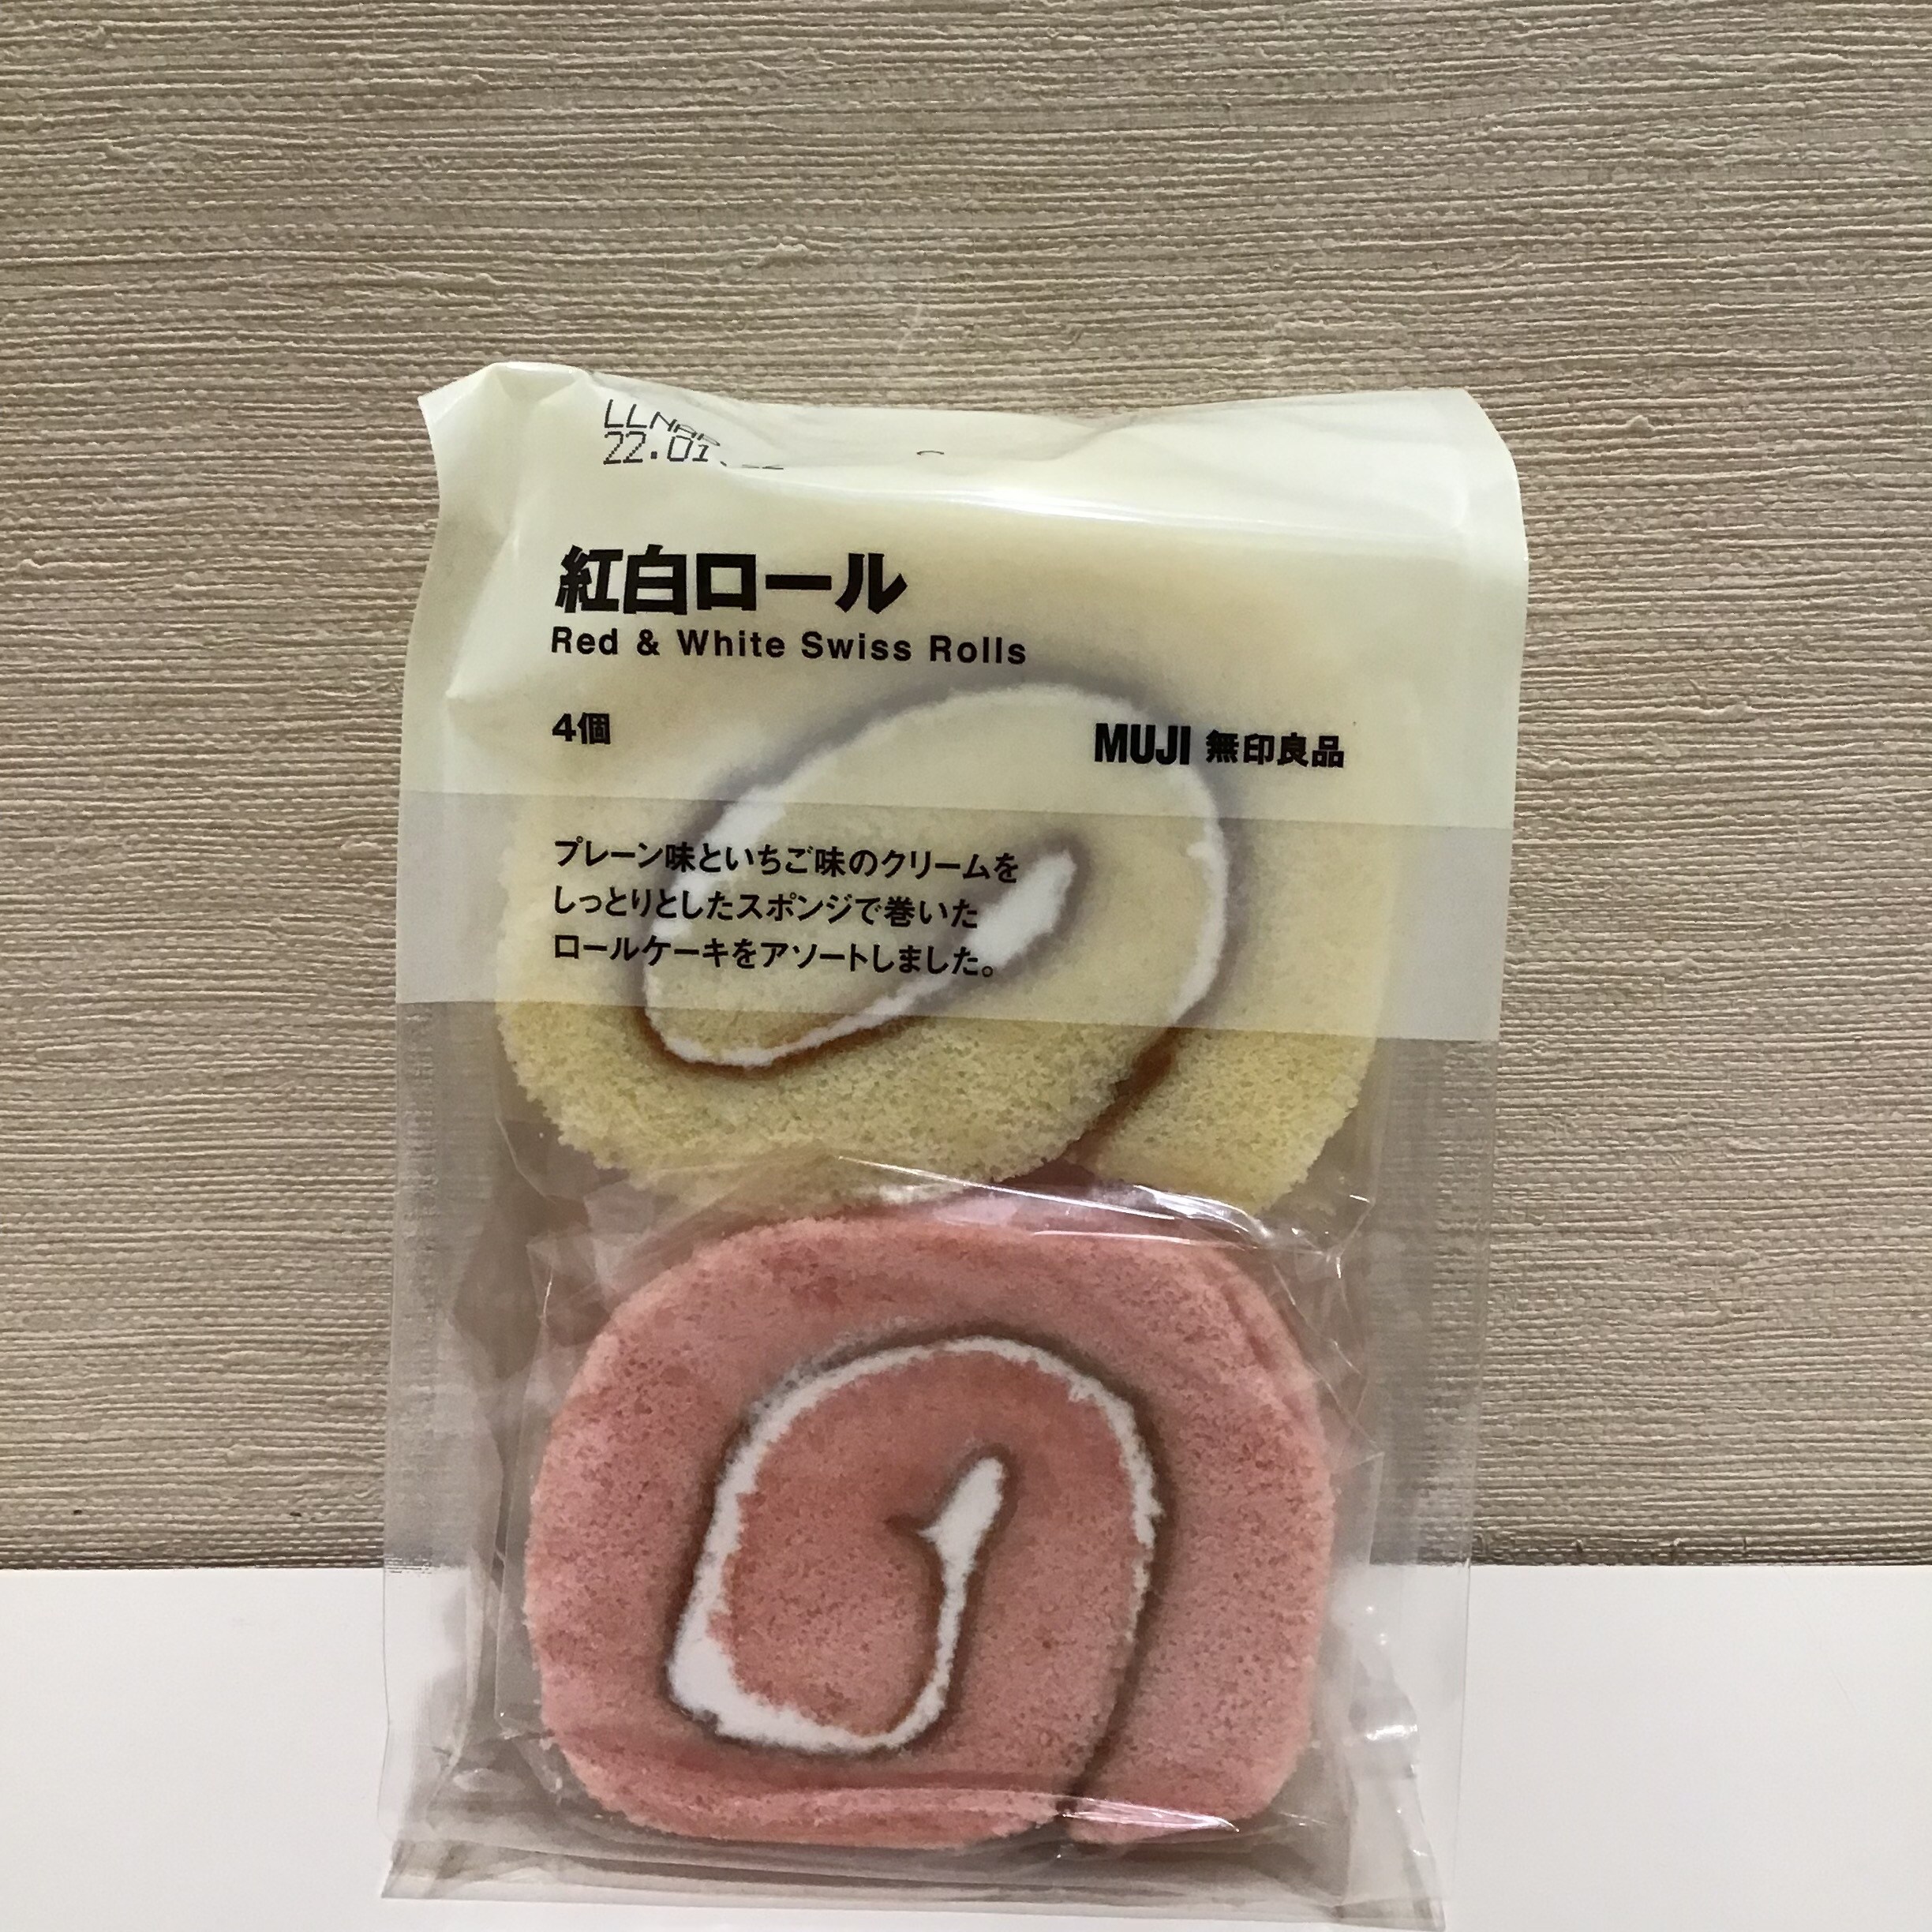 22.01.
紅白ロール
Red & White Swiss Rolls
4個
MUJI 無印良品
プレーン味といちご味のクリームを
しっとりとしたスポンジで巻いた
ロールケーキをアソートしました。